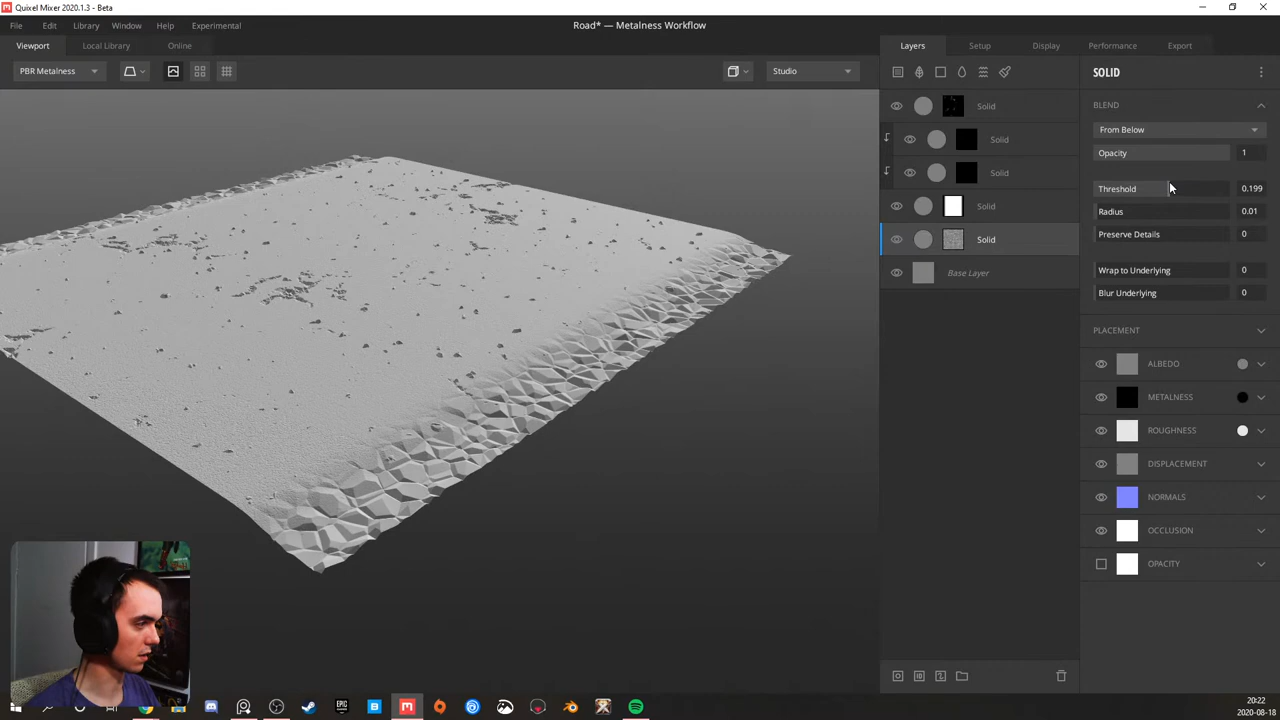 Quixel Mixer 2020.1.3 - Beta
File Edit Library Window Help Experimental
Road* — Metalness Workflow
Viewport Local Library Online
Layers Setup Display Performance Export
PBR Metalness
Studio
SOLID
BLEND
Solid
Solid
Solid
Solid
Solid
Base Layer
From Below
Opacity 1
Threshold 0.199
Radius 0.01
Preserve Details 0
Wrap to Underlying 0
Blur Underlying 0
PLACEMENT
ALBEDO
METALNESS
ROUGHNESS
DISPLACEMENT
NORMALS
OCCLUSION
OPACITY
EPIC
20:22
2020-08-18